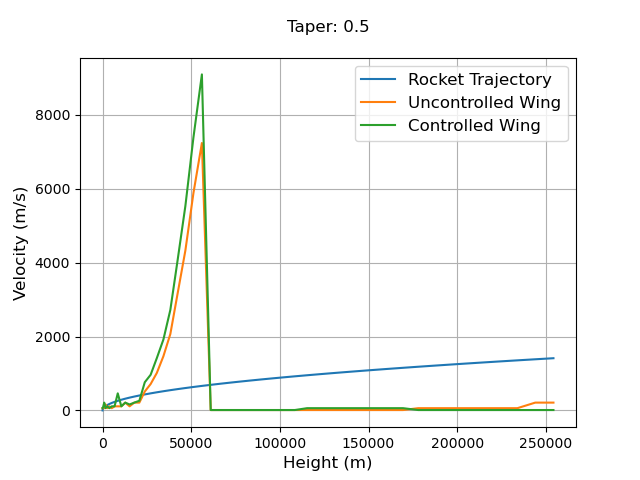 Taper: 0.5
Rocket Trajectory
Uncontrolled Wing
Controlled Wing
8000
6000
4000
2000
0
Velocity (m/s)
0 50000 100000 150000 200000 250000
Height (m)